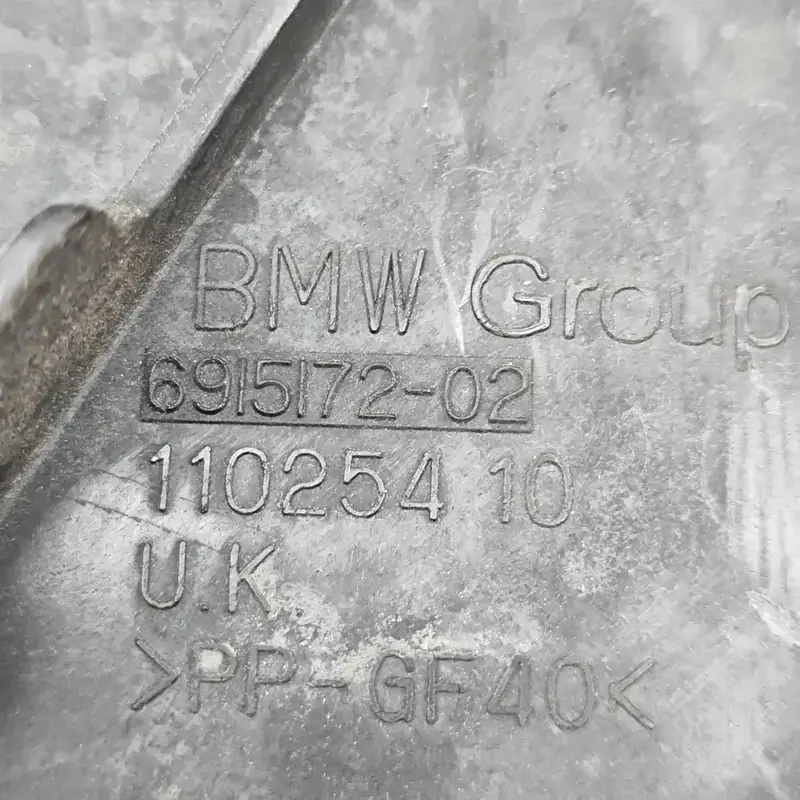 BMW Group
6915172-02
110254 10
U.K
>PP-GF40<